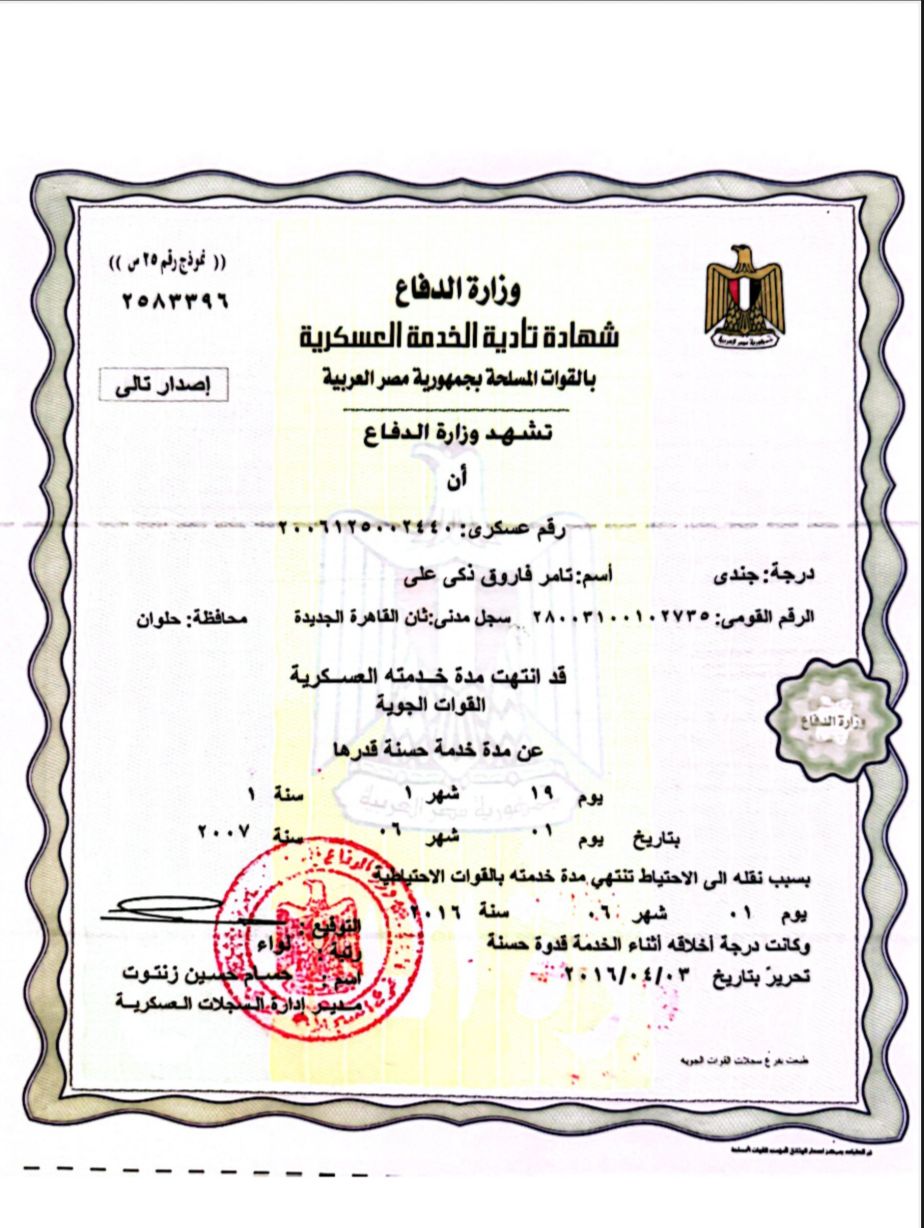 (( نموذج رقم ٢٥ س ))
٢٥٨٣٣٩٦
إصدار تالى
وزارة الدفاع
شهادة تأدية الخدمة العسكرية
بالقوات المسلحة بجمهورية مصر العربية
تشهد وزارة الدفاع
أن
رقم عسكرى: ٢٠٠٦١٢٥٠٠٢٤٤٠
درجة: جندى أسم: تامر فاروق ذكى على
الرقم القومى: ٢٨٠٠٣١٠٠١٠٢٧٣٥ سجل مدنى: ثان القاهرة الجديدة محافظة: حلوان
قد انتهت مدة خدمته العسكرية
القوات الجوية
وزارة الدفاع
عن مدة خدمة حسنة قدرها
يوم ١٩ شهر ١ سنة ١
جمهورية مصر العربية
بتاريخ يوم ٠١ شهر ٠٦ سنة ٢٠٠٧
بسبب نقله الى الاحتياط تنتهي مدة خدمته بالقوات الاحتياطية
يوم ٠١ شهر ٠٦ سنة ٢٠١٦
وكانت درجة أخلاقه أثناء الخدمة قدوة حسنة
تحريرً بتاريخ ٢٠١٦/٠٤/٠٣
التوقيع :
رتبة : لواء
اسم : حسام حسين زنتوت
مدير إدارة السجلات العسكرية
طبعت بفرع سجلات القوات الجويه